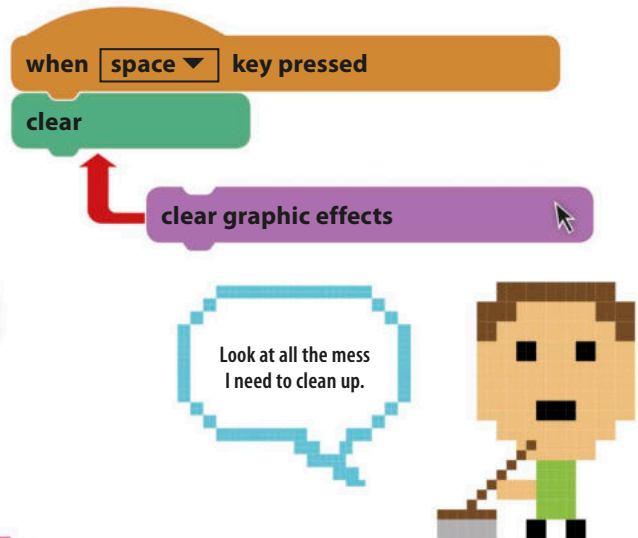 when space key pressed
clear
clear graphic effects
Look at all the mess
I need to clean up.